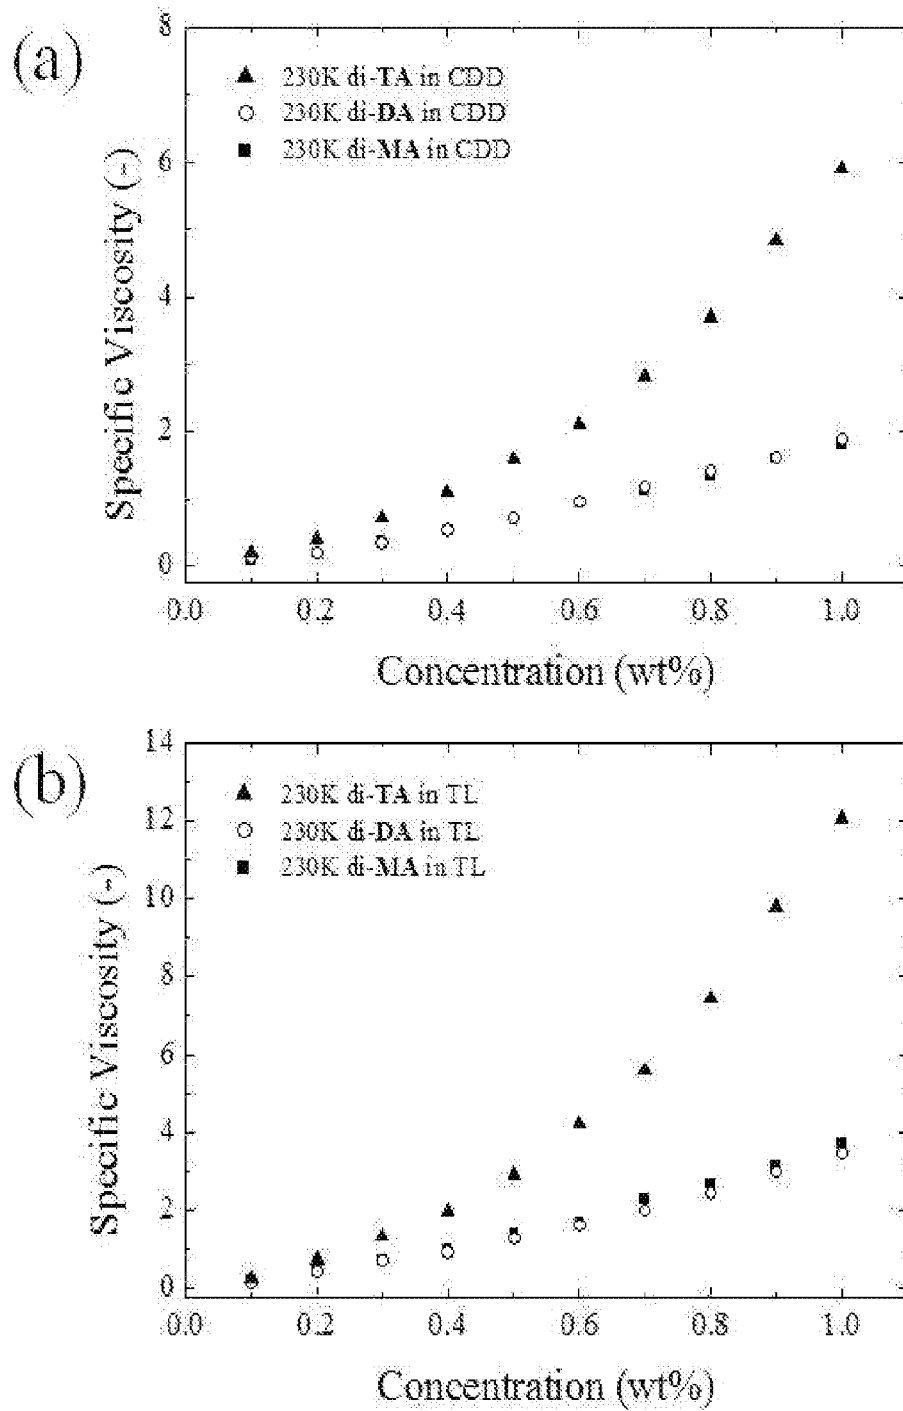 (a)
8
6
4
2
0
Specific Viscosity (-)
▲ 230K di-TA in CDD
○ 230K di-DA in CDD
■ 230K di-MA in CDD
0.0 0.2 0.4 0.6 0.8 1.0
Concentration (wt%)
(b)
14
12
10
8
6
4
2
0
Specific Viscosity (-)
▲ 230K di-TA in TL
○ 230K di-DA in TL
■ 230K di-MA in TL
0.0 0.2 0.4 0.6 0.8 1.0
Concentration (wt%)